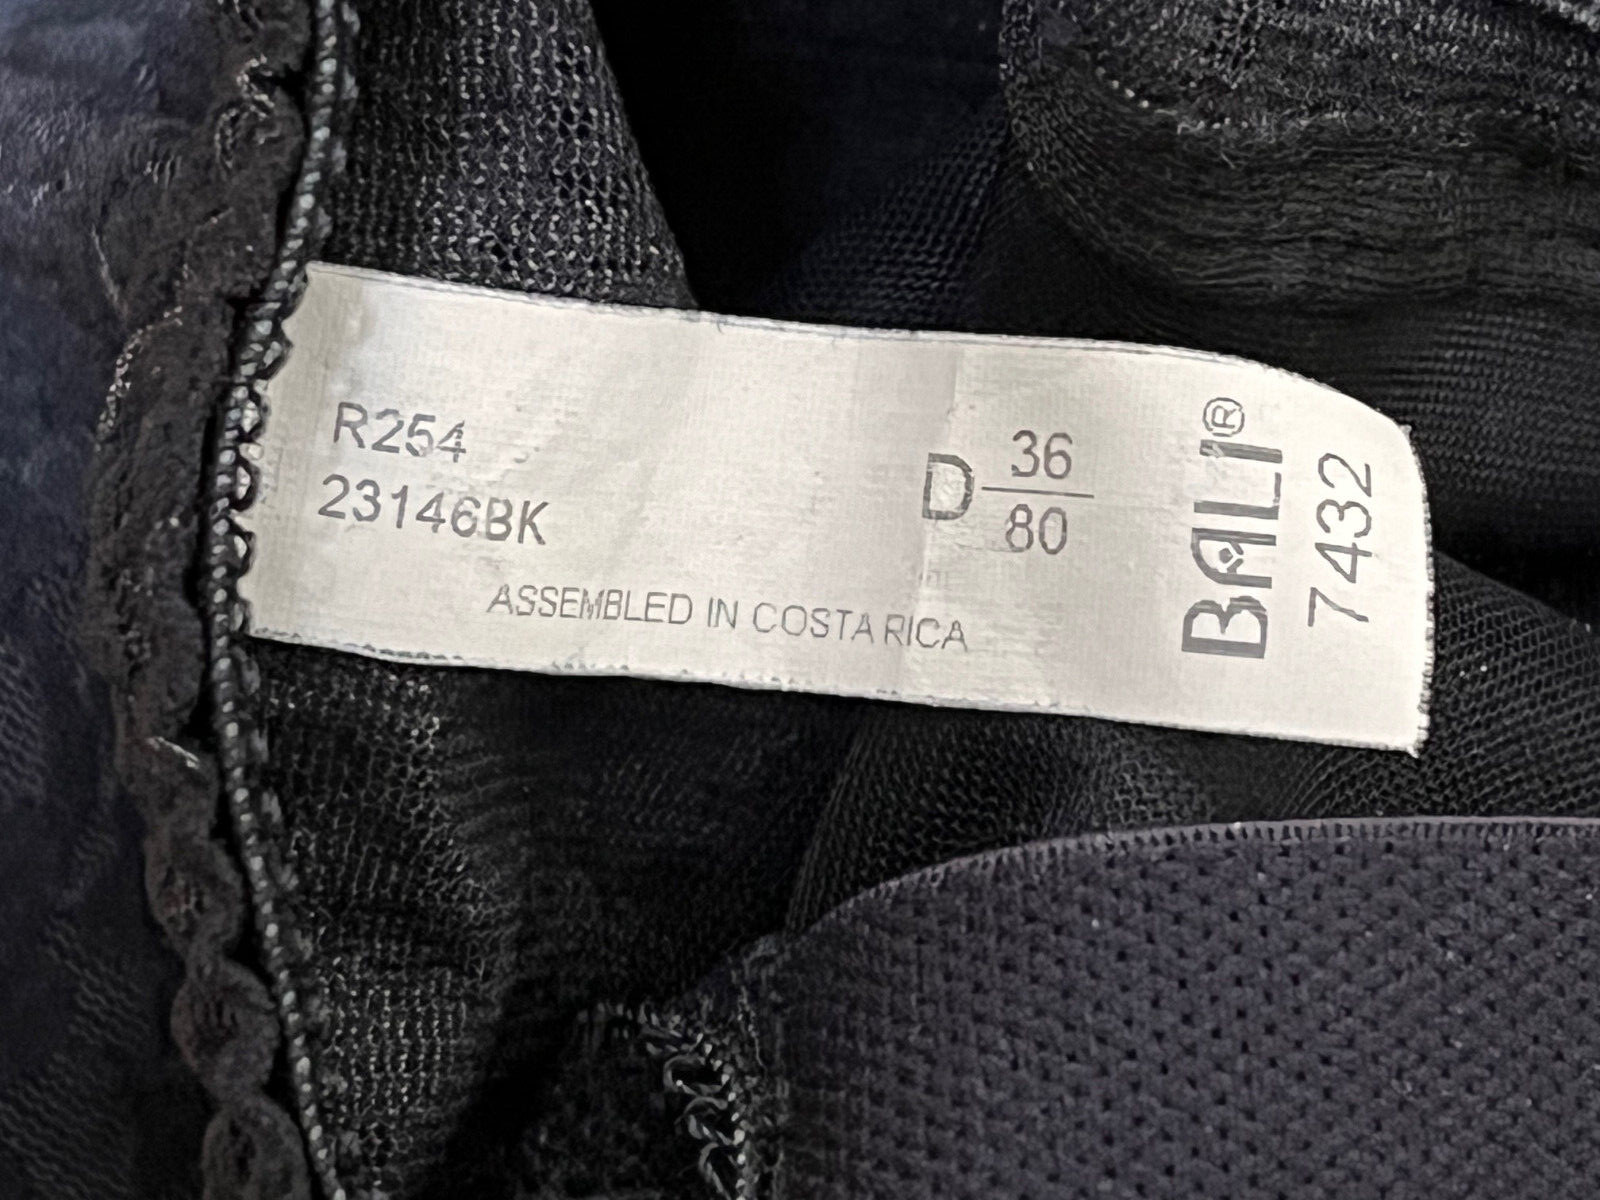 R254
23146BK
ASSEMBLED IN COSTA RICA
D 36
80
BALI®
7432